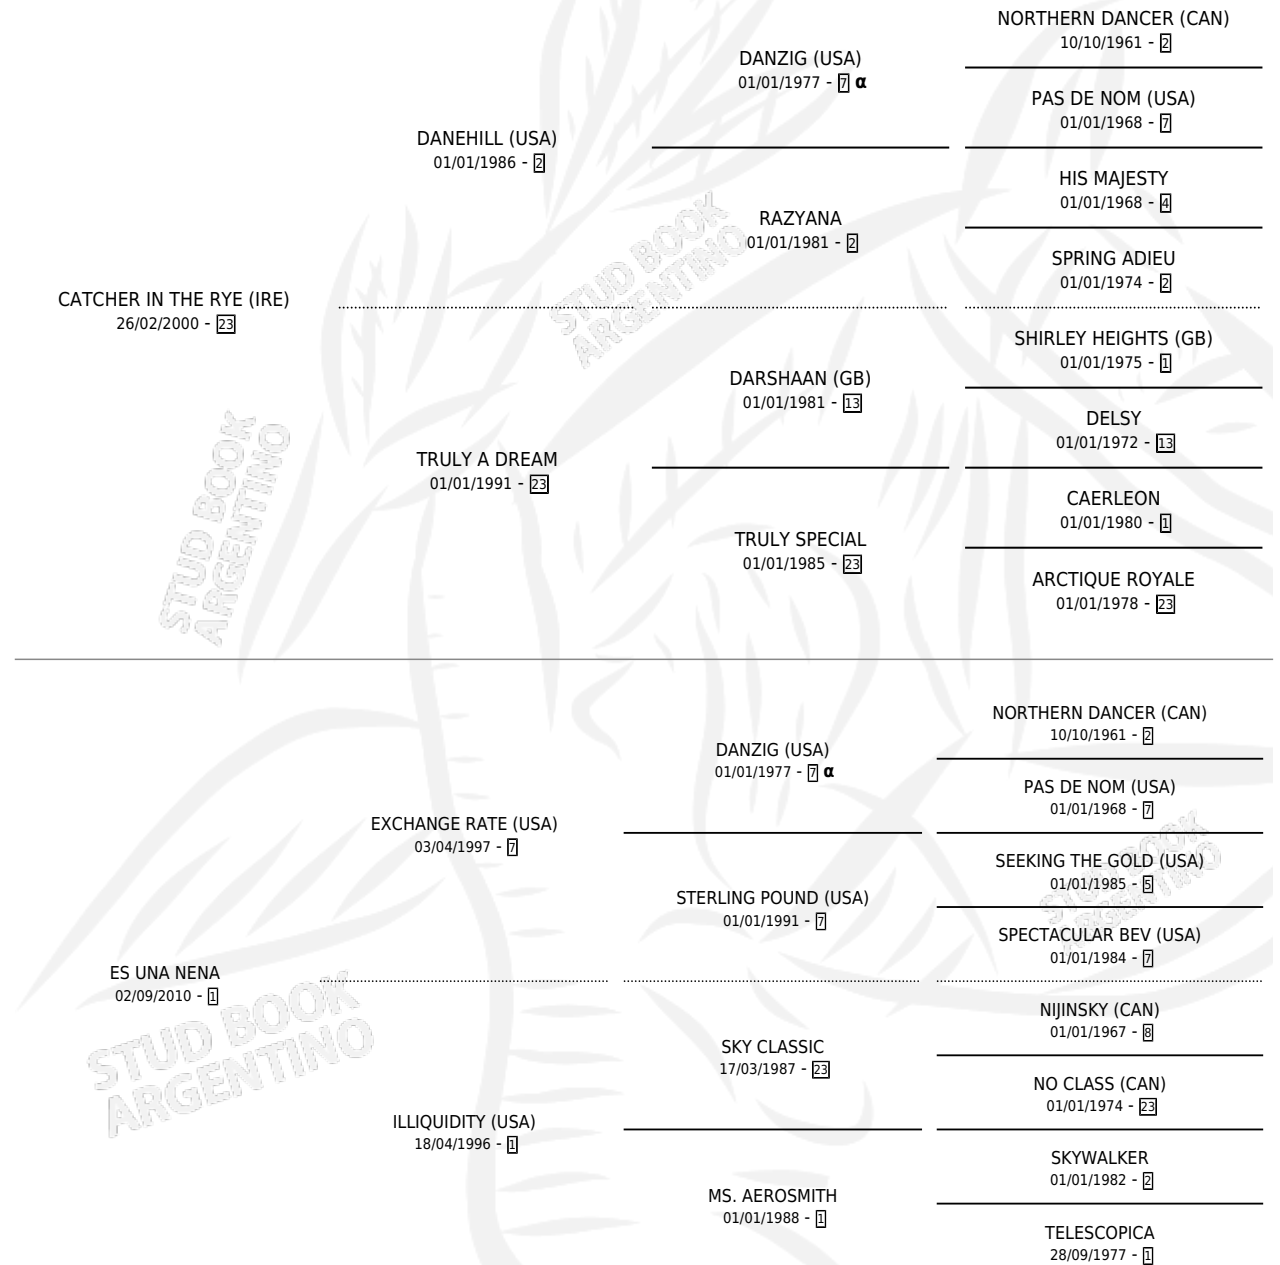 NORTHERN DANCER (CAN)
10/10/1961 - 2
DANZIG (USA)
01/01/1977 - 7 α
PAS DE NOM (USA)
01/01/1968 - 7
DANEHILL (USA)
01/01/1986 - 2
HIS MAJESTY
01/01/1968 - 4
RAZYANA
01/01/1981 - 2
SPRING ADIEU
01/01/1974 - 2
STUD BOOK
ARGENTINO
CATCHER IN THE RYE (IRE)
26/02/2000 - 23
SHIRLEY HEIGHTS (GB)
01/01/1975 - 1
DARSHAAN (GB)
01/01/1981 - 13
DELSY
01/01/1972 - 13
TRULY A DREAM
01/01/1991 - 23
CAERLEON
01/01/1980 - 1
TRULY SPECIAL
01/01/1985 - 23
ARCTIQUE ROYALE
01/01/1978 - 23
STUD BOOK
ARGENTINO
NORTHERN DANCER (CAN)
10/10/1961 - 2
DANZIG (USA)
01/01/1977 - 7 α
PAS DE NOM (USA)
01/01/1968 - 7
EXCHANGE RATE (USA)
03/04/1997 - 7
SEEKING THE GOLD (USA)
01/01/1985 - 5
STERLING POUND (USA)
01/01/1991 - 7
SPECTACULAR BEV (USA)
01/01/1984 - 7
STUD BOOK
ARGENTINO
ES UNA NENA
02/09/2010 - 1
NIJINSKY (CAN)
01/01/1967 - 8
SKY CLASSIC
17/03/1987 - 23
NO CLASS (CAN)
01/01/1974 - 23
ILLIQUIDITY (USA)
18/04/1996 - 1
SKYWALKER
01/01/1982 - 2
MS. AEROSMITH
01/01/1988 - 1
TELESCOPICA
28/09/1977 - 1
STUD BOOK
ARGENTINO